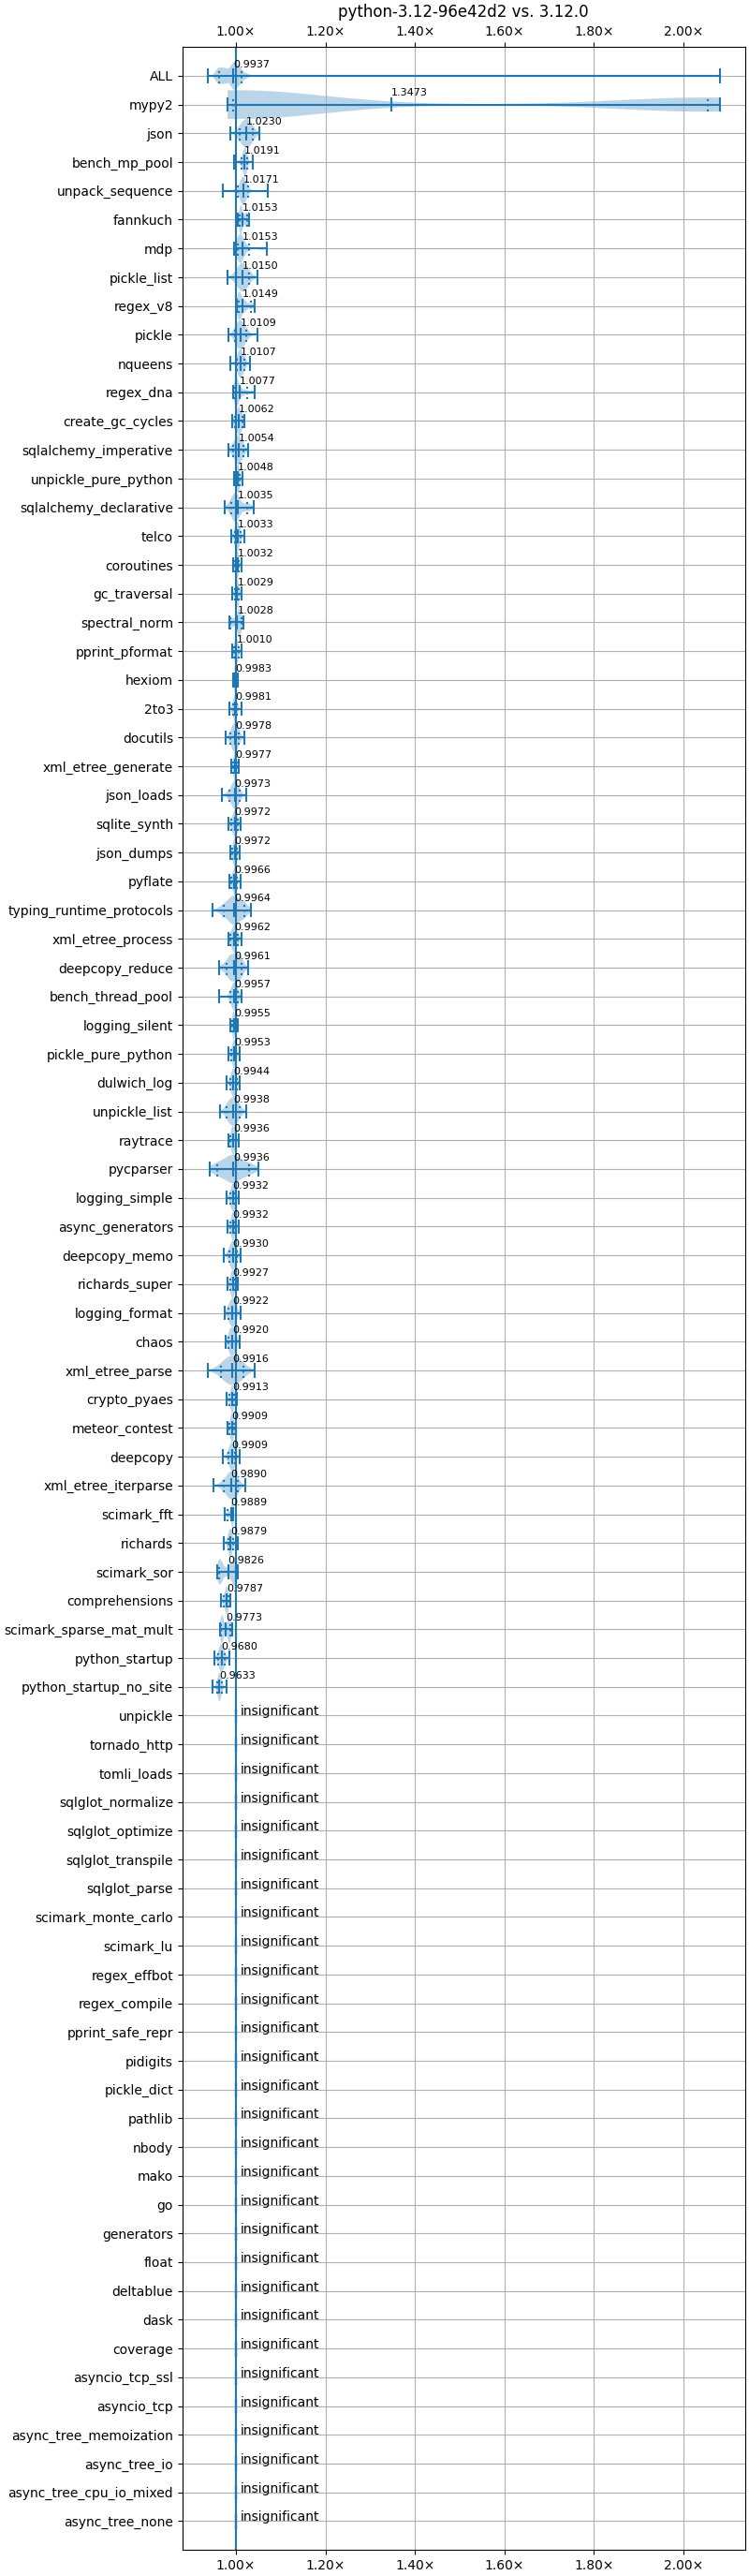 python-3.12-96e42d2 vs. 3.12.0
1.00× 1.20× 1.40× 1.60× 1.80× 2.00×
ALL 0.9937
mypy2 1.3473
json 1.0230
bench_mp_pool 1.0191
unpack_sequence 1.0171
fannkuch 1.0153
mdp 1.0153
pickle_list 1.0150
regex_v8 1.0149
pickle 1.0109
nqueens 1.0107
regex_dna 1.0077
create_gc_cycles 1.0062
sqlalchemy_imperative 1.0054
unpickle_pure_python 1.0048
sqlalchemy_declarative 1.0035
telco 1.0033
coroutines 1.0032
gc_traversal 1.0029
spectral_norm 1.0028
pprint_pformat 1.0010
hexiom 0.9983
2to3 0.9981
docutils 0.9978
xml_etree_generate 0.9977
json_loads 0.9973
sqlite_synth 0.9972
json_dumps 0.9972
pyflate 0.9966
typing_runtime_protocols 0.9964
xml_etree_process 0.9962
deepcopy_reduce 0.9961
bench_thread_pool 0.9957
logging_silent 0.9955
pickle_pure_python 0.9953
dulwich_log 0.9944
unpickle_list 0.9938
raytrace 0.9936
pycparser 0.9936
logging_simple 0.9932
async_generators 0.9932
deepcopy_memo 0.9930
richards_super 0.9927
logging_format 0.9922
chaos 0.9920
xml_etree_parse 0.9916
crypto_pyaes 0.9913
meteor_contest 0.9909
deepcopy 0.9909
xml_etree_iterparse 0.9890
scimark_fft 0.9889
richards 0.9879
scimark_sor 0.9826
comprehensions 0.9787
scimark_sparse_mat_mult 0.9773
python_startup 0.9680
python_startup_no_site 0.9633
unpickle insignificant
tornado_http insignificant
tomli_loads insignificant
sqlglot_normalize insignificant
sqlglot_optimize insignificant
sqlglot_transpile insignificant
sqlglot_parse insignificant
scimark_monte_carlo insignificant
scimark_lu insignificant
regex_effbot insignificant
regex_compile insignificant
pprint_safe_repr insignificant
pidigits insignificant
pickle_dict insignificant
pathlib insignificant
nbody insignificant
mako insignificant
go insignificant
generators insignificant
float insignificant
deltablue insignificant
dask insignificant
coverage insignificant
asyncio_tcp_ssl insignificant
asyncio_tcp insignificant
async_tree_memoization insignificant
async_tree_io insignificant
async_tree_cpu_io_mixed insignificant
async_tree_none insignificant
1.00× 1.20× 1.40× 1.60× 1.80× 2.00×